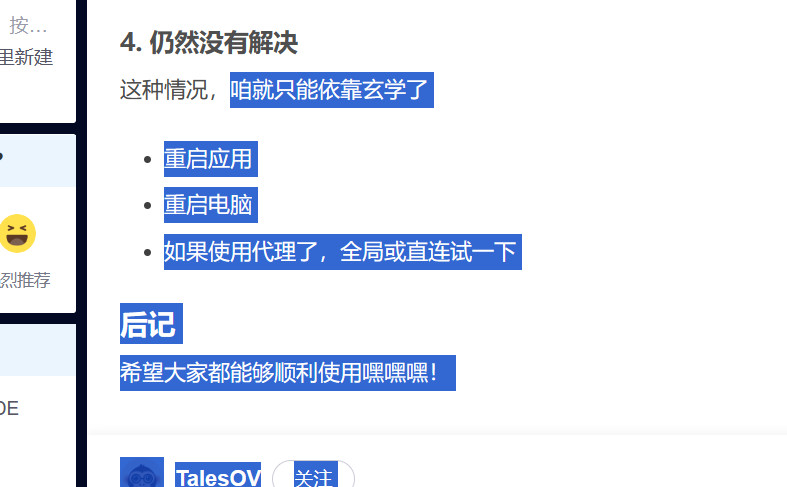 按...
里新建
烈推荐
DE
4. 仍然没有解决
这种情况，咱就只能依靠玄学了
重启应用
重启电脑
如果使用代理了，全局或直连试一下
后记
希望大家都能够顺利使用嘿嘿嘿！
TalesOV
关注